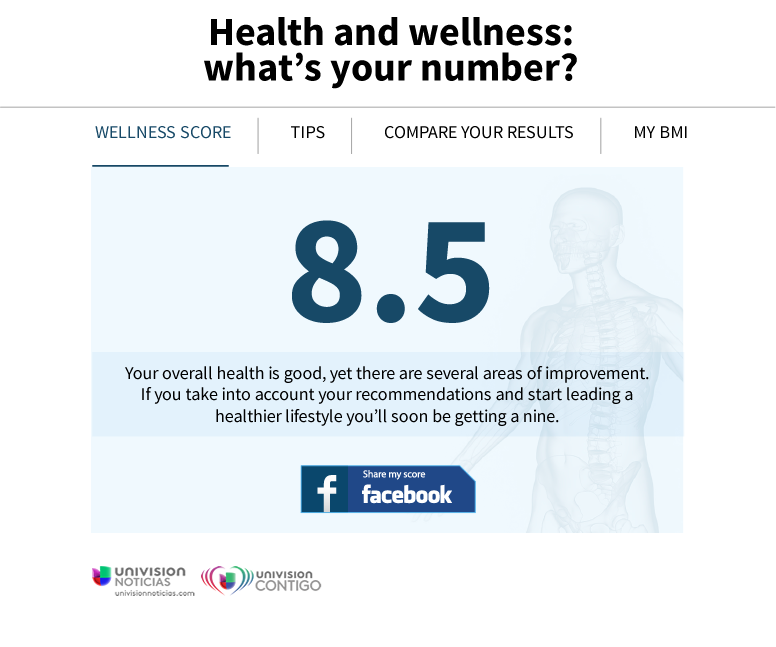 Health and wellness:
what’s your number?
WELLNESS SCORE
TIPS
COMPARE YOUR RESULTS
MY BMI
8.5
Your overall health is good, yet there are several areas of improvement.
If you take into account your recommendations and start leading a
healthier lifestyle you’ll soon be getting a nine.
Share my score
facebook
UNIVISION
NOTICIAS
univisionnoticias.com
UNIVISION
CONTIGO